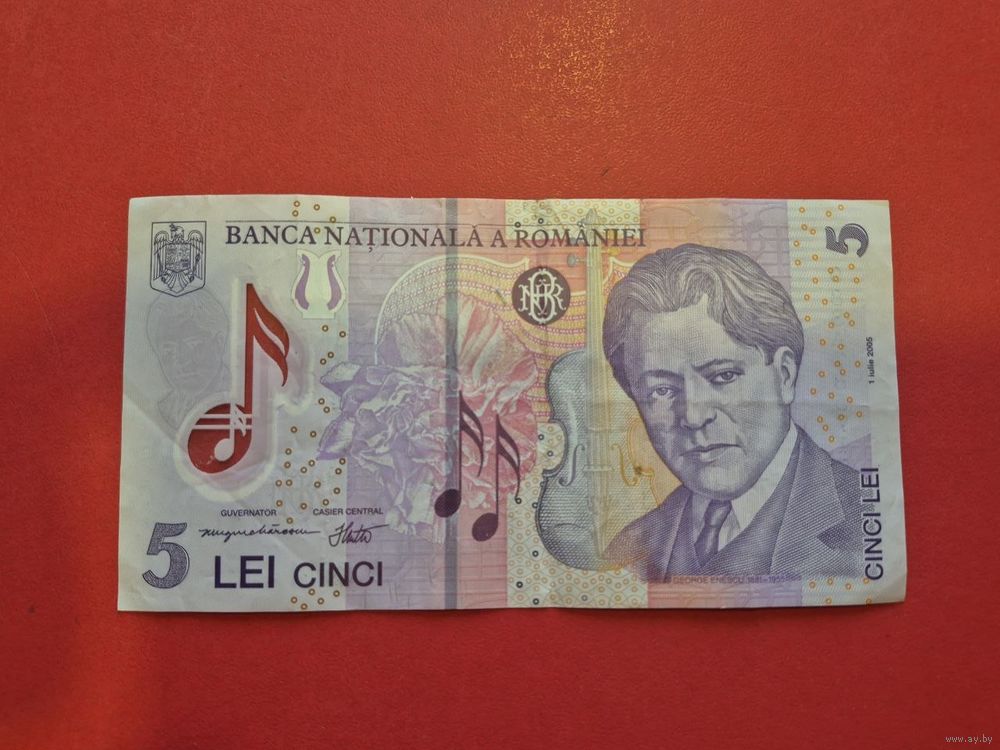 BANCA NAȚIONALĂ A ROMÂNIEI
5
NBR
1 iulie 2005
GUVERNATOR CASIER CENTRAL
5 LEI CINCI
CINCI LEI
GEORGE ENESCU 1881-1955
www.ay.by